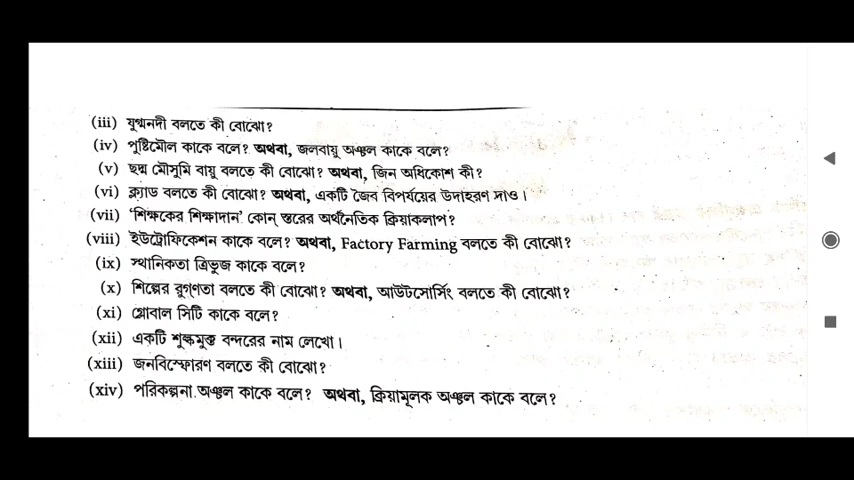 (iii) যুগ্মনদী বলতে কী বোঝো?
(iv) পুষ্টিমৌল কাকে বলে? অথবা, জলবায়ু অঞ্চল কাকে বলে?
(v) ছদ্ম মৌসুমি বায়ু বলতে কী বোঝো? অথবা, জিন অধিকোশ কী?
(vi) ক্ল্যাড বলতে কী বোঝো? অথবা, একটি জৈব বিপর্যয়ের উদাহরণ দাও।
(vii) ‘শিক্ষকের শিক্ষাদান’ কোন্ স্তরের অর্থনৈতিক ক্রিয়াকলাপ?
(viii) ইউট্রোফিকেশন কাকে বলে? অথবা, Factory Farming বলতে কী বোঝো?
(ix) স্থানিকতা ত্রিভুজ কাকে বলে?
(x) শিল্পের রুগ্‌ণতা বলতে কী বোঝো? অথবা, আউটসোর্সিং বলতে কী বোঝো?
(xi) গ্লোবাল সিটি কাকে বলে?
(xii) একটি শুল্কমুক্ত বন্দরের নাম লেখো।
(xiii) জনবিস্ফোরণ বলতে কী বোঝো?
(xiv) পরিকল্পনা অঞ্চল কাকে বলে? অথবা, ক্রিয়ামূলক অঞ্চল কাকে বলে?